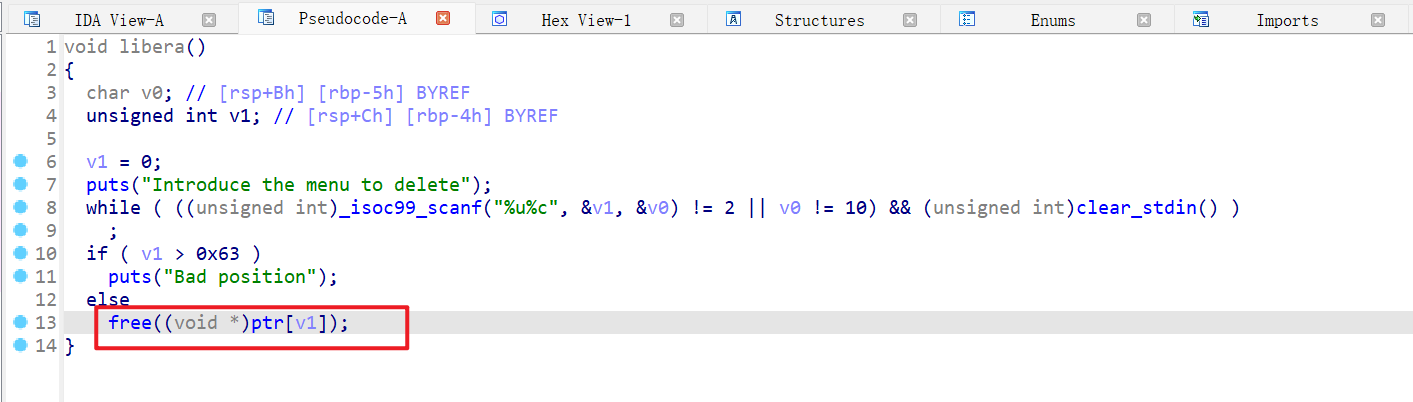 IDA View-A Pseudocode-A Hex View-1 Structures Enums Imports
1 void libera()
2 {
3 char v0; // [rsp+Bh] [rbp-5h] BYREF
4 unsigned int v1; // [rsp+Ch] [rbp-4h] BYREF
5
6 v1 = 0;
7 puts("Introduce the menu to delete");
8 while ( ((unsigned int)_isoc99_scanf("%u%c", &v1, &v0) != 2 || v0 != 10) && (unsigned int)clear_stdin() )
9 ;
10 if ( v1 > 0x63 )
11 puts("Bad position");
12 else
13 free((void *)ptr[v1]);
14 }